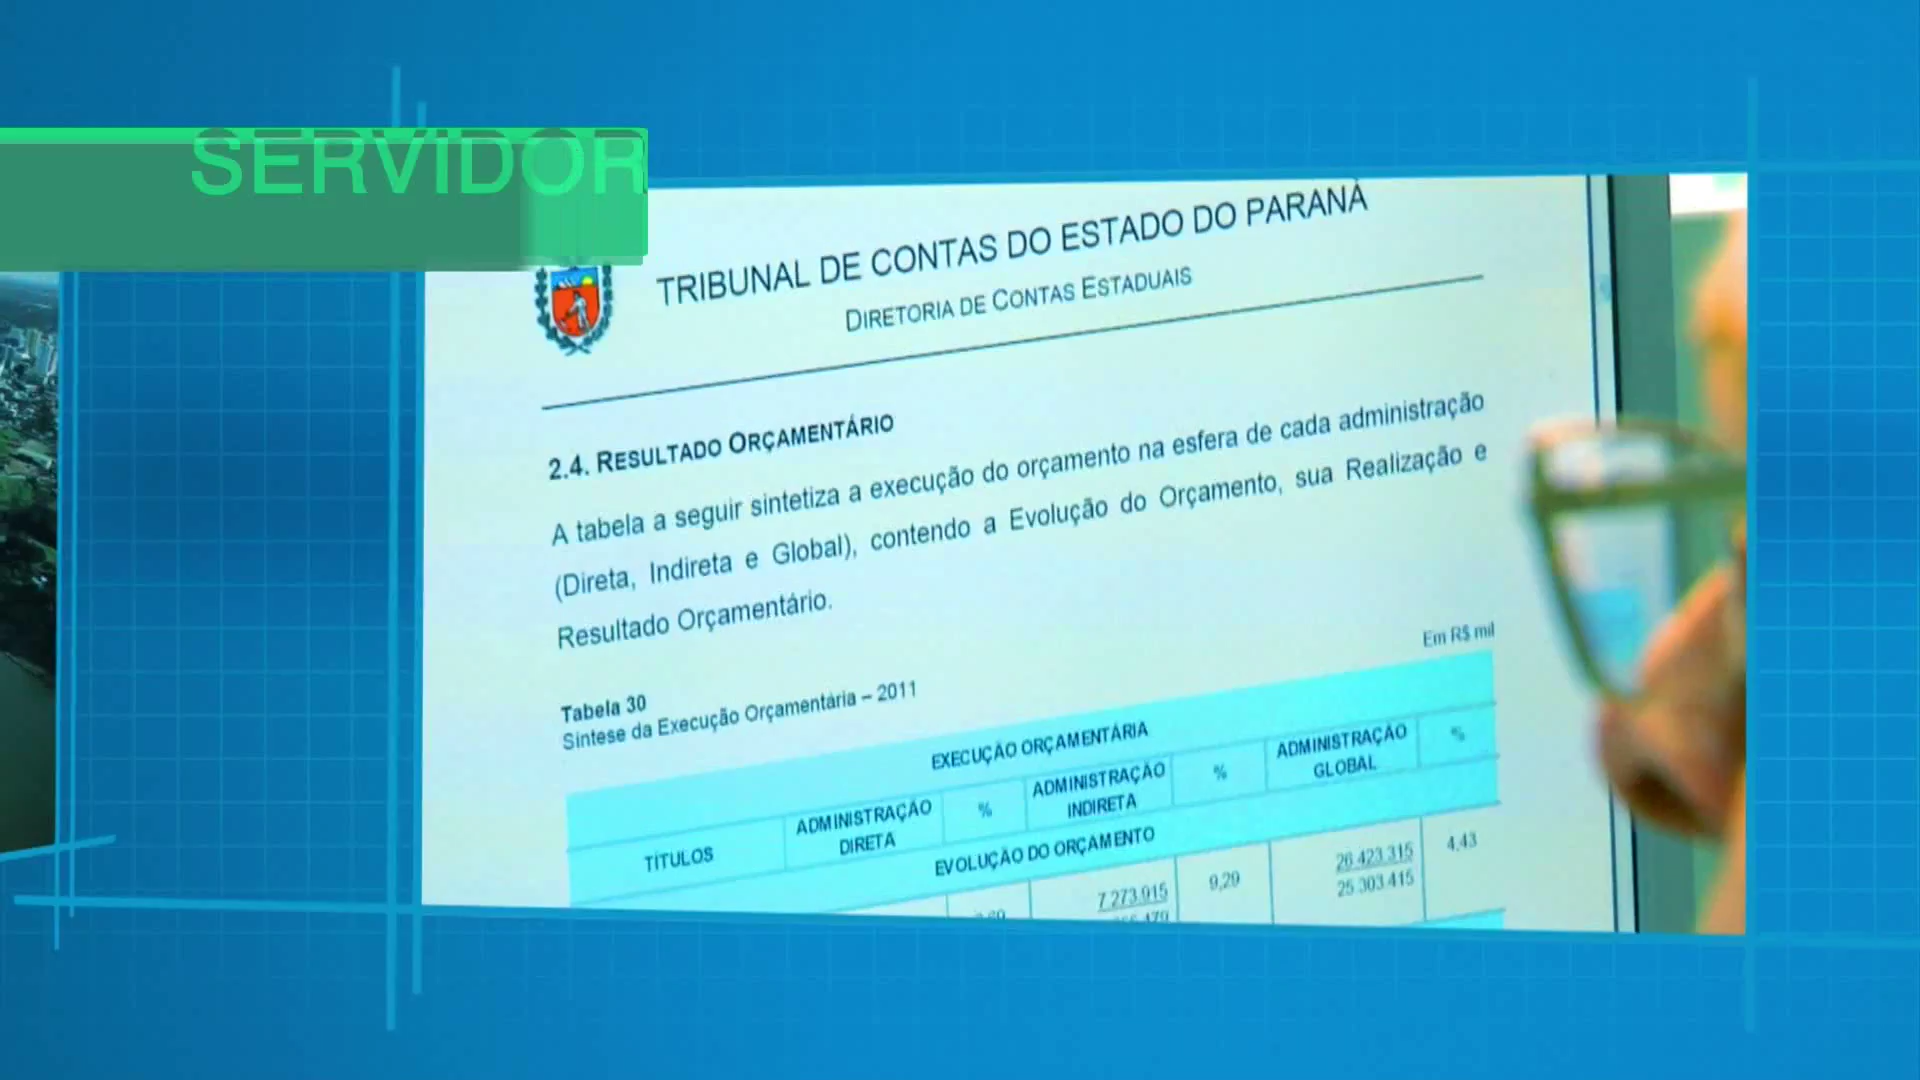 SERVIDOR
TRIBUNAL DE CONTAS DO ESTADO DO PARANÁ
DIRETORIA DE CONTAS ESTADUAIS
2.4. RESULTADO ORÇAMENTÁRIO
A tabela a seguir sintetiza a execução do orçamento na esfera de cada administração
(Direta, Indireta e Global), contendo a Evolução do Orçamento, sua Realização e
Resultado Orçamentário.
Em R$ mil
Tabela 30
Síntese da Execução Orçamentária – 2011
EXECUÇÃO ORÇAMENTÁRIA
TÍTULOS
ADMINISTRAÇÃO
DIRETA
%
ADMINISTRAÇÃO
INDIRETA
%
ADMINISTRAÇÃO
GLOBAL
%
EVOLUÇÃO DO ORÇAMENTO
7.273.915
9,29
26.423.315
25.303.415
4,43